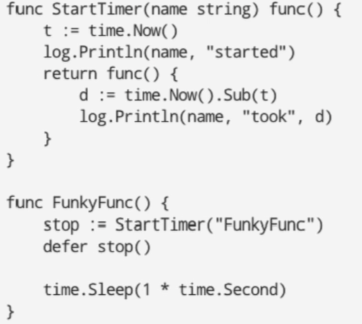 func StartTimer(name string) func() {
    t := time.Now()
    log.Println(name, "started")
    return func() {
        d := time.Now().Sub(t)
        log.Println(name, "took", d)
    }
}

func FunkyFunc() {
    stop := StartTimer("FunkyFunc")
    defer stop()

    time.Sleep(1 * time.Second)
}